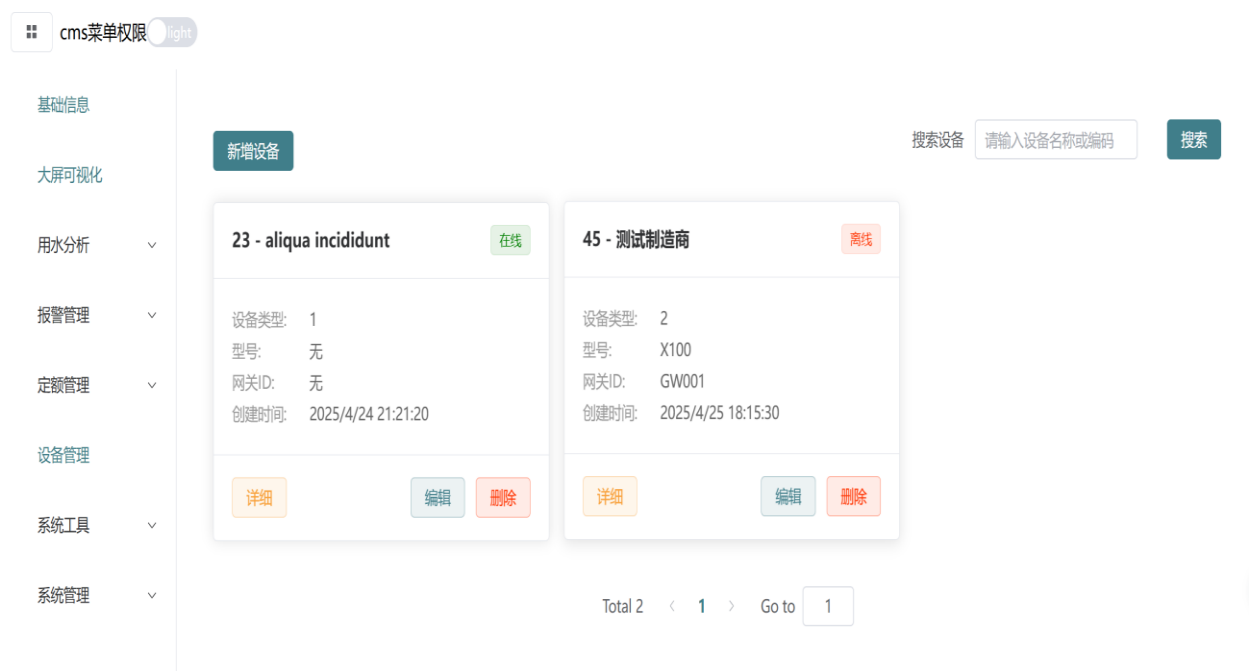 cms菜单权限 light
基础信息
大屏可视化
用水分析
报警管理
定额管理
设备管理
系统工具
系统管理
新增设备
搜索设备 请输入设备名称或编码 搜索
23 - aliqua incididunt 在线
设备类型: 1
型号: 无
网关ID: 无
创建时间: 2025/4/24 21:21:20
详细 编辑 删除
45 - 测试制造商 离线
设备类型: 2
型号: X100
网关ID: GW001
创建时间: 2025/4/25 18:15:30
详细 编辑 删除
Total 2 1 Go to 1